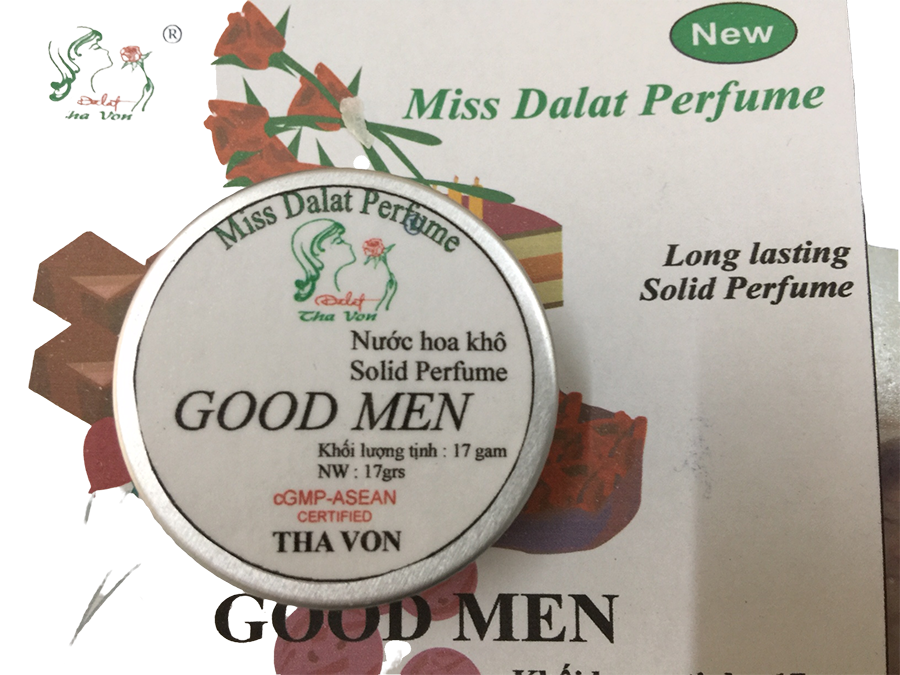 ®
Dalat
Tha Von
New
Miss Dalat Perfume
Long lasting
Solid Perfume
Miss Dalat Perfume
Dalat
Tha Von
Nước hoa khô
Solid Perfume
GOOD MEN
Khối lượng tịnh : 17 gam
NW : 17grs
cGMP-ASEAN
CERTIFIED
THA VON
GOOD MEN